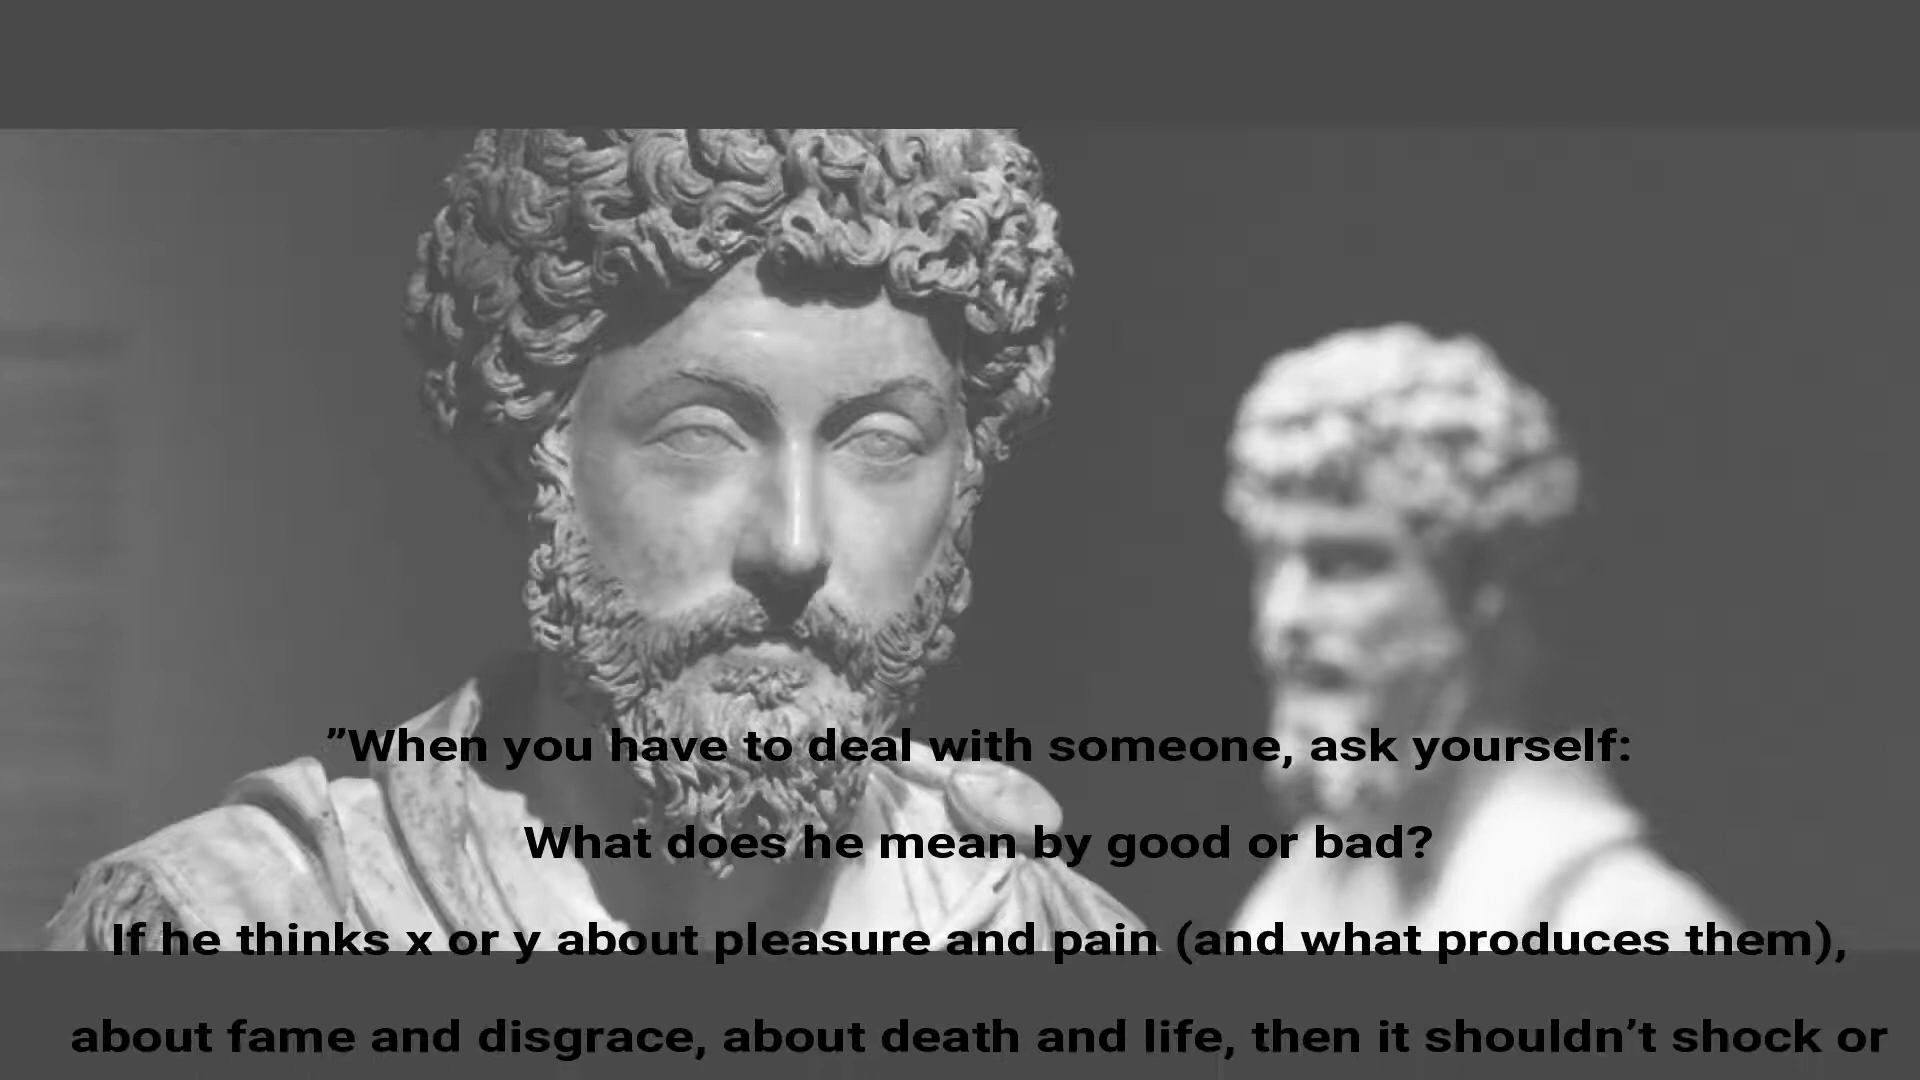 ”When you have to deal with someone, ask yourself:
What does he mean by good or bad?
If he thinks x or y about pleasure and pain (and what produces them),
about fame and disgrace, about death and life, then it shouldn’t shock or